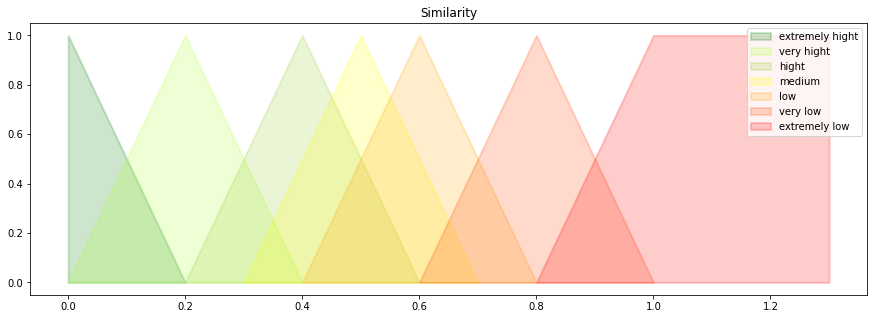 Similarity
1.0
0.8
0.6
0.4
0.2
0.0
0.0
0.2
0.4
0.6
0.8
1.0
1.2
extremely hight
very hight
hight
medium
low
very low
extremely low